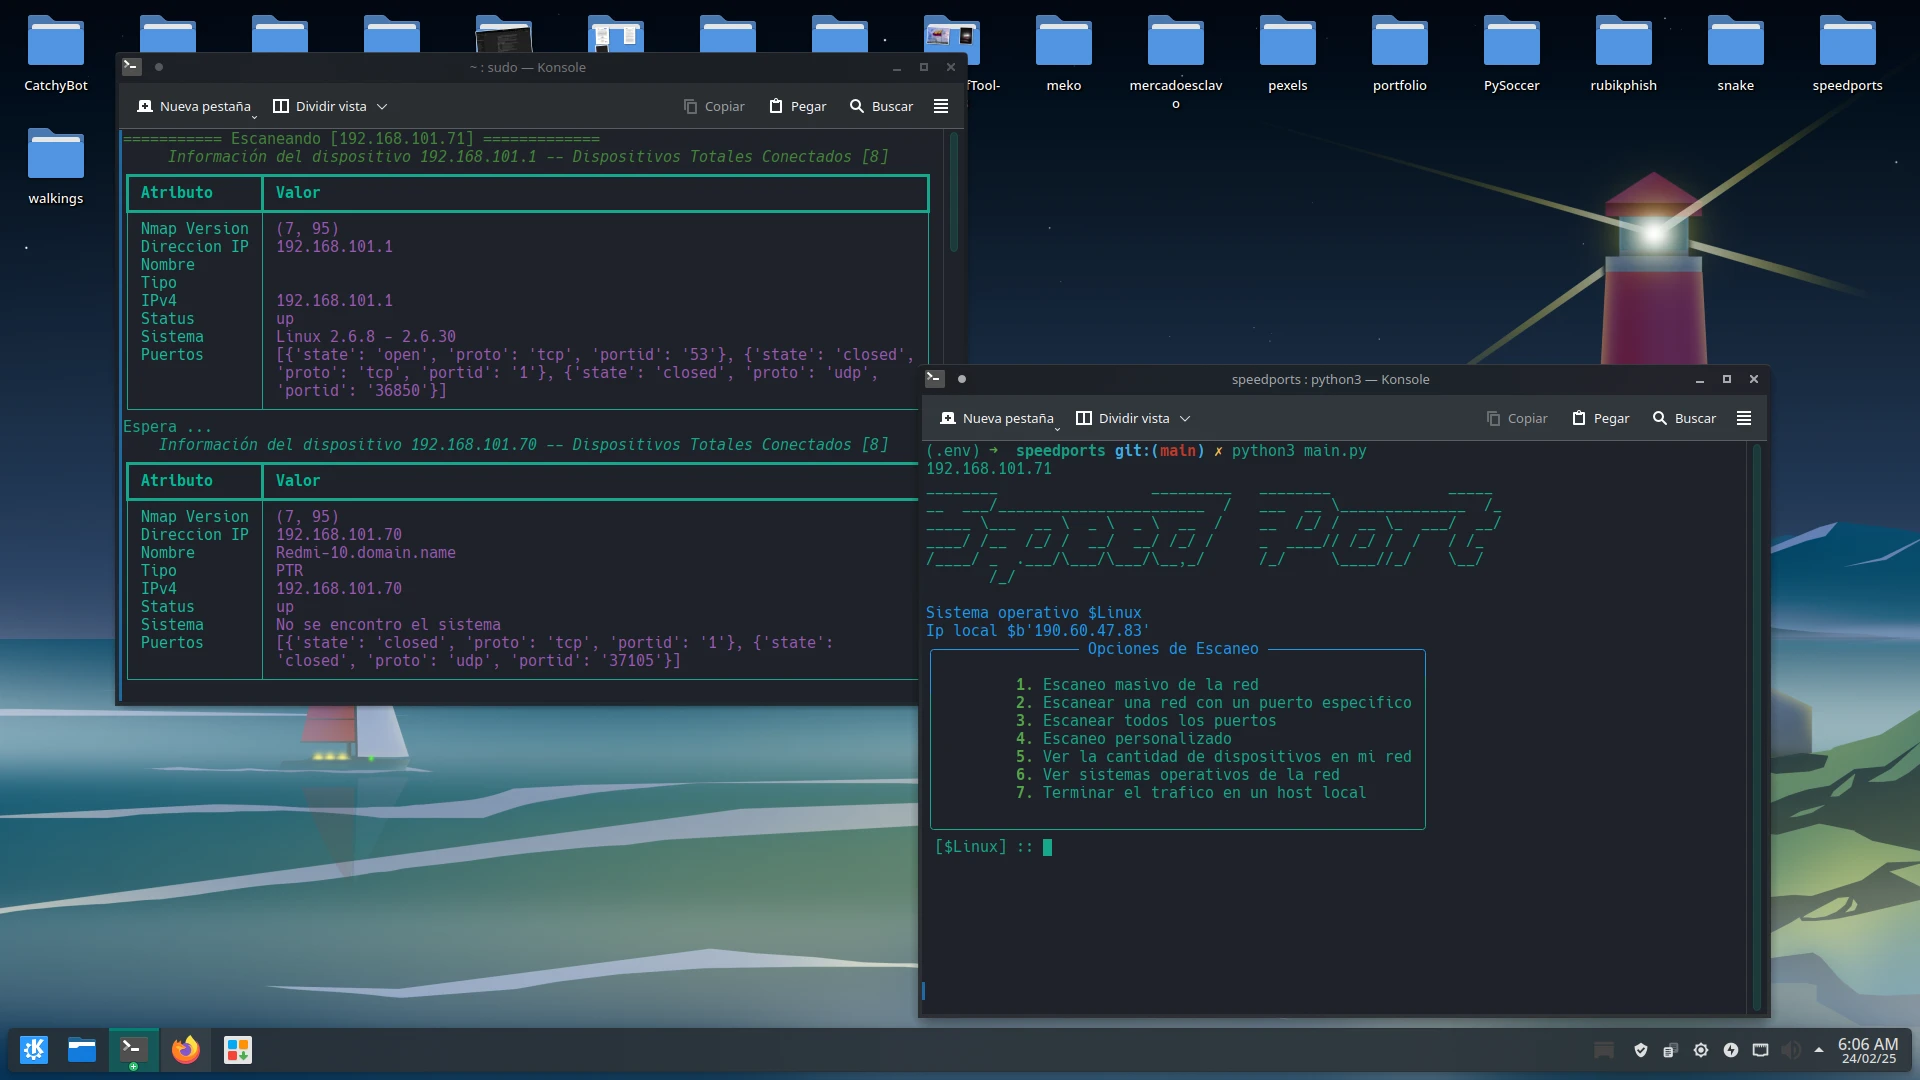 CatchyBot
fTool-
meko
mercadoesclav
o
pexels
portfolio
PySoccer
rubikphish
snake
speedports
walkings
~ : sudo — Konsole
Nueva pestaña
Dividir vista
Copiar
Pegar
Buscar
=========== Escaneando [192.168.101.71] =============
Información del dispositivo 192.168.101.1 -- Dispositivos Totales Conectados [8]
Atributo Valor
Nmap Version (7, 95)
Direccion IP 192.168.101.1
Nombre
Tipo
IPv4 192.168.101.1
Status up
Sistema Linux 2.6.8 - 2.6.30
Puertos [{'state': 'open', 'proto': 'tcp', 'portid': '53'}, {'state': 'closed',
'proto': 'tcp', 'portid': '1'}, {'state': 'closed', 'proto': 'udp',
'portid': '36850'}]
Espera ...
Información del dispositivo 192.168.101.70 -- Dispositivos Totales Conectados [8]
Atributo Valor
Nmap Version (7, 95)
Direccion IP 192.168.101.70
Nombre Redmi-10.domain.name
Tipo PTR
IPv4 192.168.101.70
Status up
Sistema No se encontro el sistema
Puertos [{'state': 'closed', 'proto': 'tcp', 'portid': '1'}, {'state':
'closed', 'proto': 'udp', 'portid': '37105'}]
speedports : python3 — Konsole
Nueva pestaña
Dividir vista
Copiar
Pegar
Buscar
(.env) ➜ speedports git:(main) ✗ python3 main.py
192.168.101.71
Speed Port
Sistema operativo $Linux
Ip local $b'190.60.47.83'
Opciones de Escaneo
1. Escaneo masivo de la red
2. Escanear una red con un puerto especifico
3. Escanear todos los puertos
4. Escaneo personalizado
5. Ver la cantidad de dispositivos en mi red
6. Ver sistemas operativos de la red
7. Terminar el trafico en un host local
[$Linux] ::
6:06 AM
24/02/25